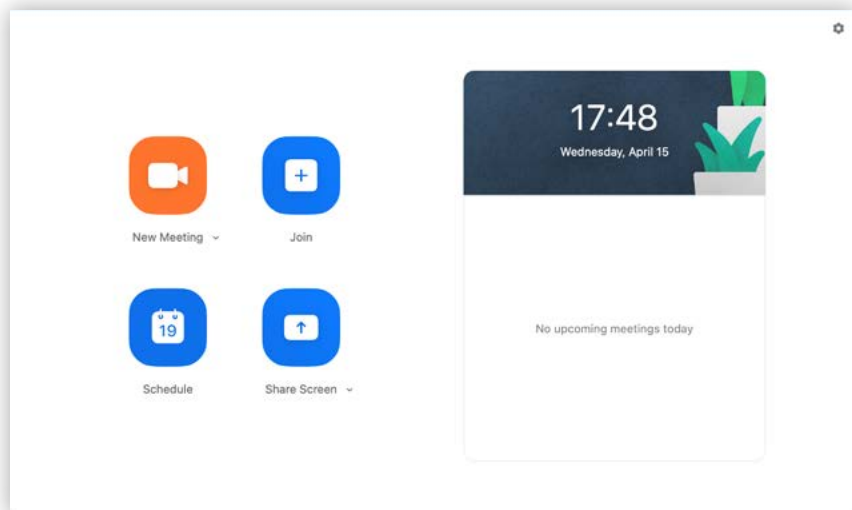 17:48
Wednesday, April 15
New Meeting
Join
19
Schedule
Share Screen
No upcoming meetings today